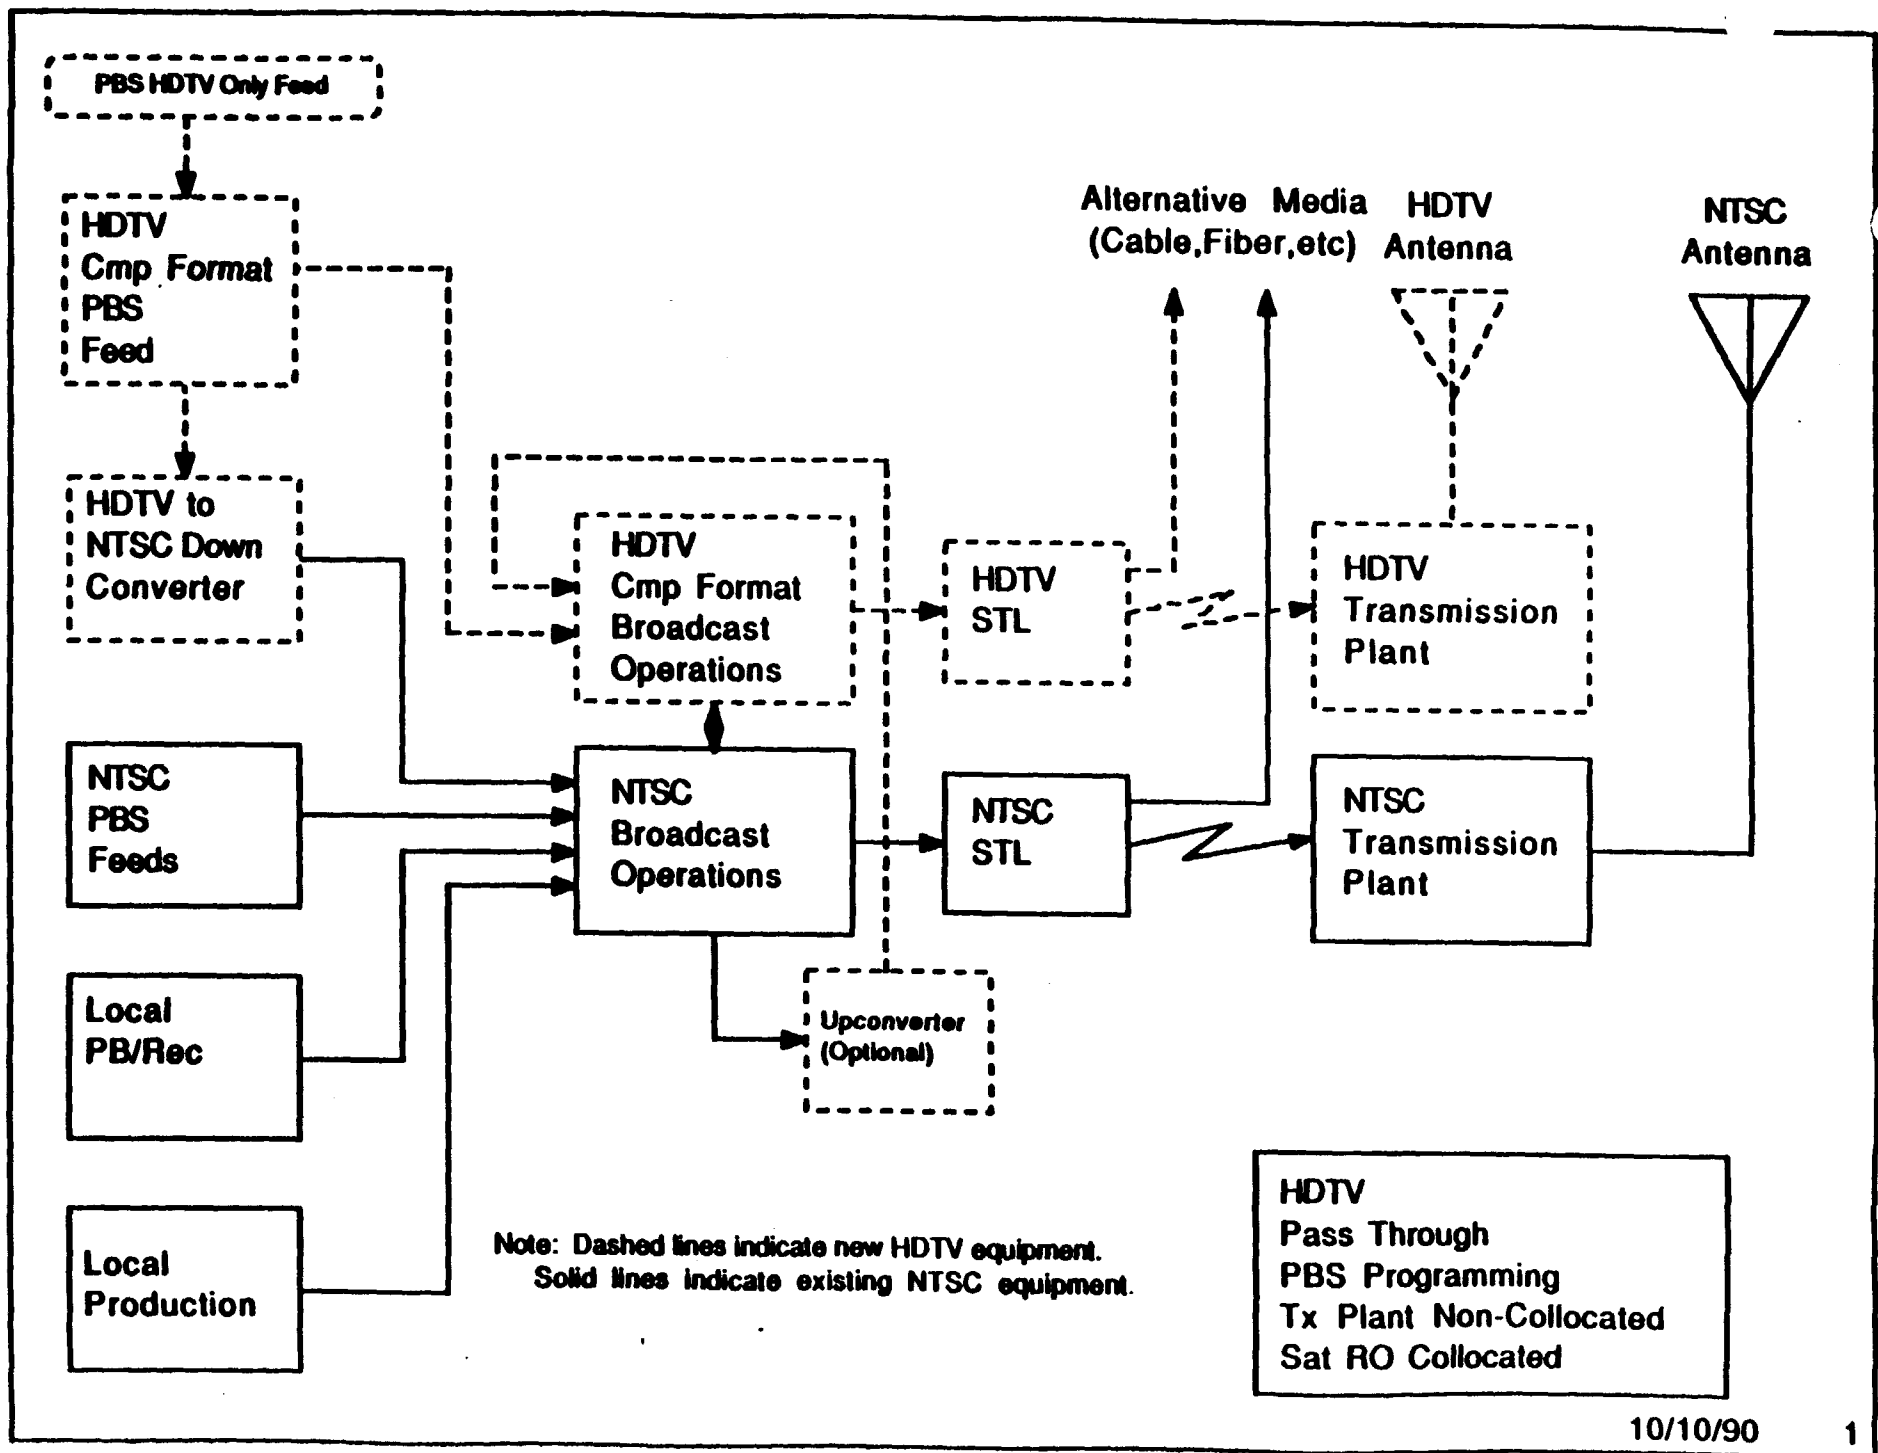 PBS HDTV Only Feed
HDTV
Cmp Format
PBS
Feed
Alternative Media
(Cable,Fiber,etc)
HDTV
Antenna
NTSC
Antenna
HDTV to
NTSC Down
Converter
HDTV
Cmp Format
Broadcast
Operations
HDTV
STL
HDTV
Transmission
Plant
NTSC
PBS
Feeds
NTSC
Broadcast
Operations
NTSC
STL
NTSC
Transmission
Plant
Local
PB/Rec
Upconverter
(Optional)
Local
Production
Note: Dashed lines indicate new HDTV equipment.
Solid lines indicate existing NTSC equipment.
HDTV
Pass Through
PBS Programming
Tx Plant Non-Collocated
Sat RO Collocated
10/10/90 1